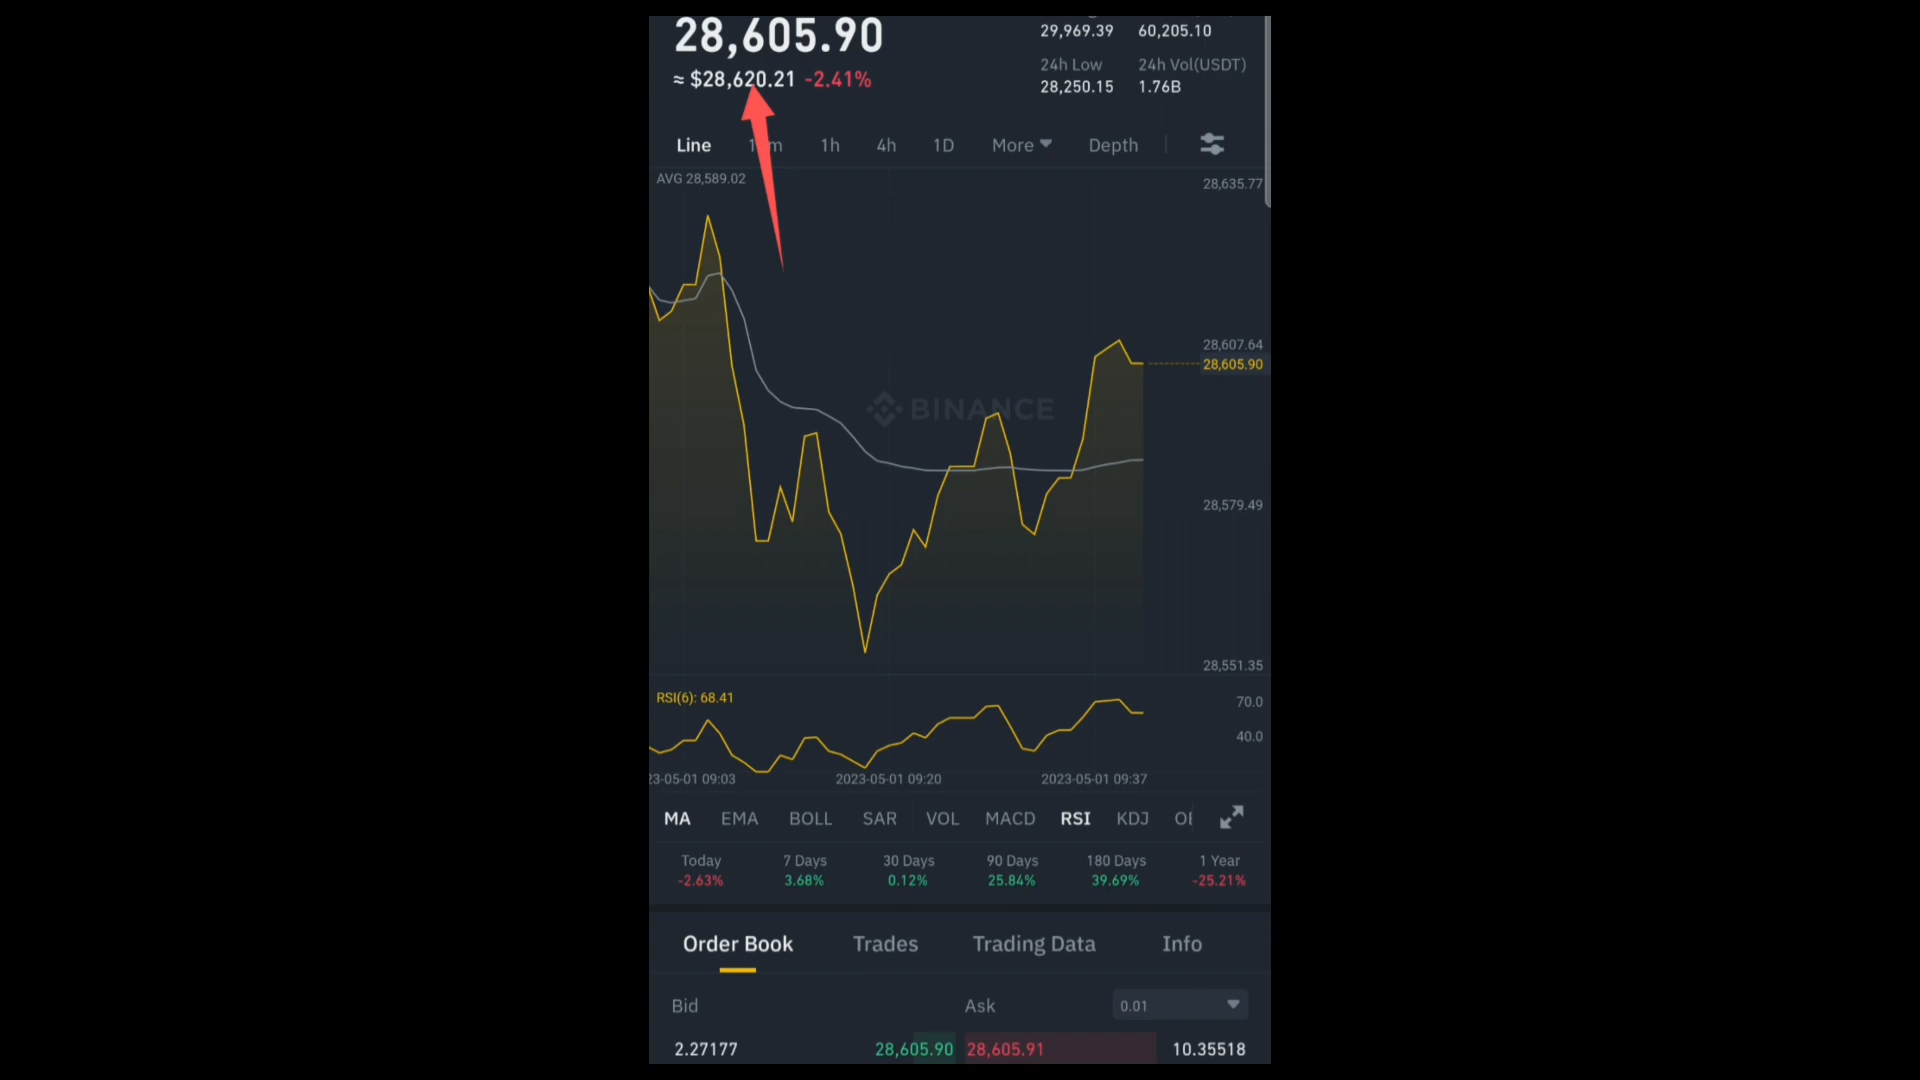 28,605.90
29,969.39 60,205.10
24h Low 24h Vol(USDT)
≈ $28,620.21 -2.41%
28,250.15 1.76B
Line 1h 4h 1D More Depth
AVG 28,589.02
28,635.77
28,607.64
28,605.90
BINANCE
28,579.49
28,551.35
RSI(6): 68.41
70.0
40.0
23-05-01 09:03 2023-05-01 09:20 2023-05-01 09:37
MA EMA BOLL SAR VOL MACD RSI KDJ
Today 7 Days 30 Days 90 Days 180 Days 1 Year
-2.63% 3.68% 0.12% 25.84% 39.69% -25.21%
Order Book Trades Trading Data Info
Bid Ask 0.01
2.27177 28,605.90 28,605.91 10.35518